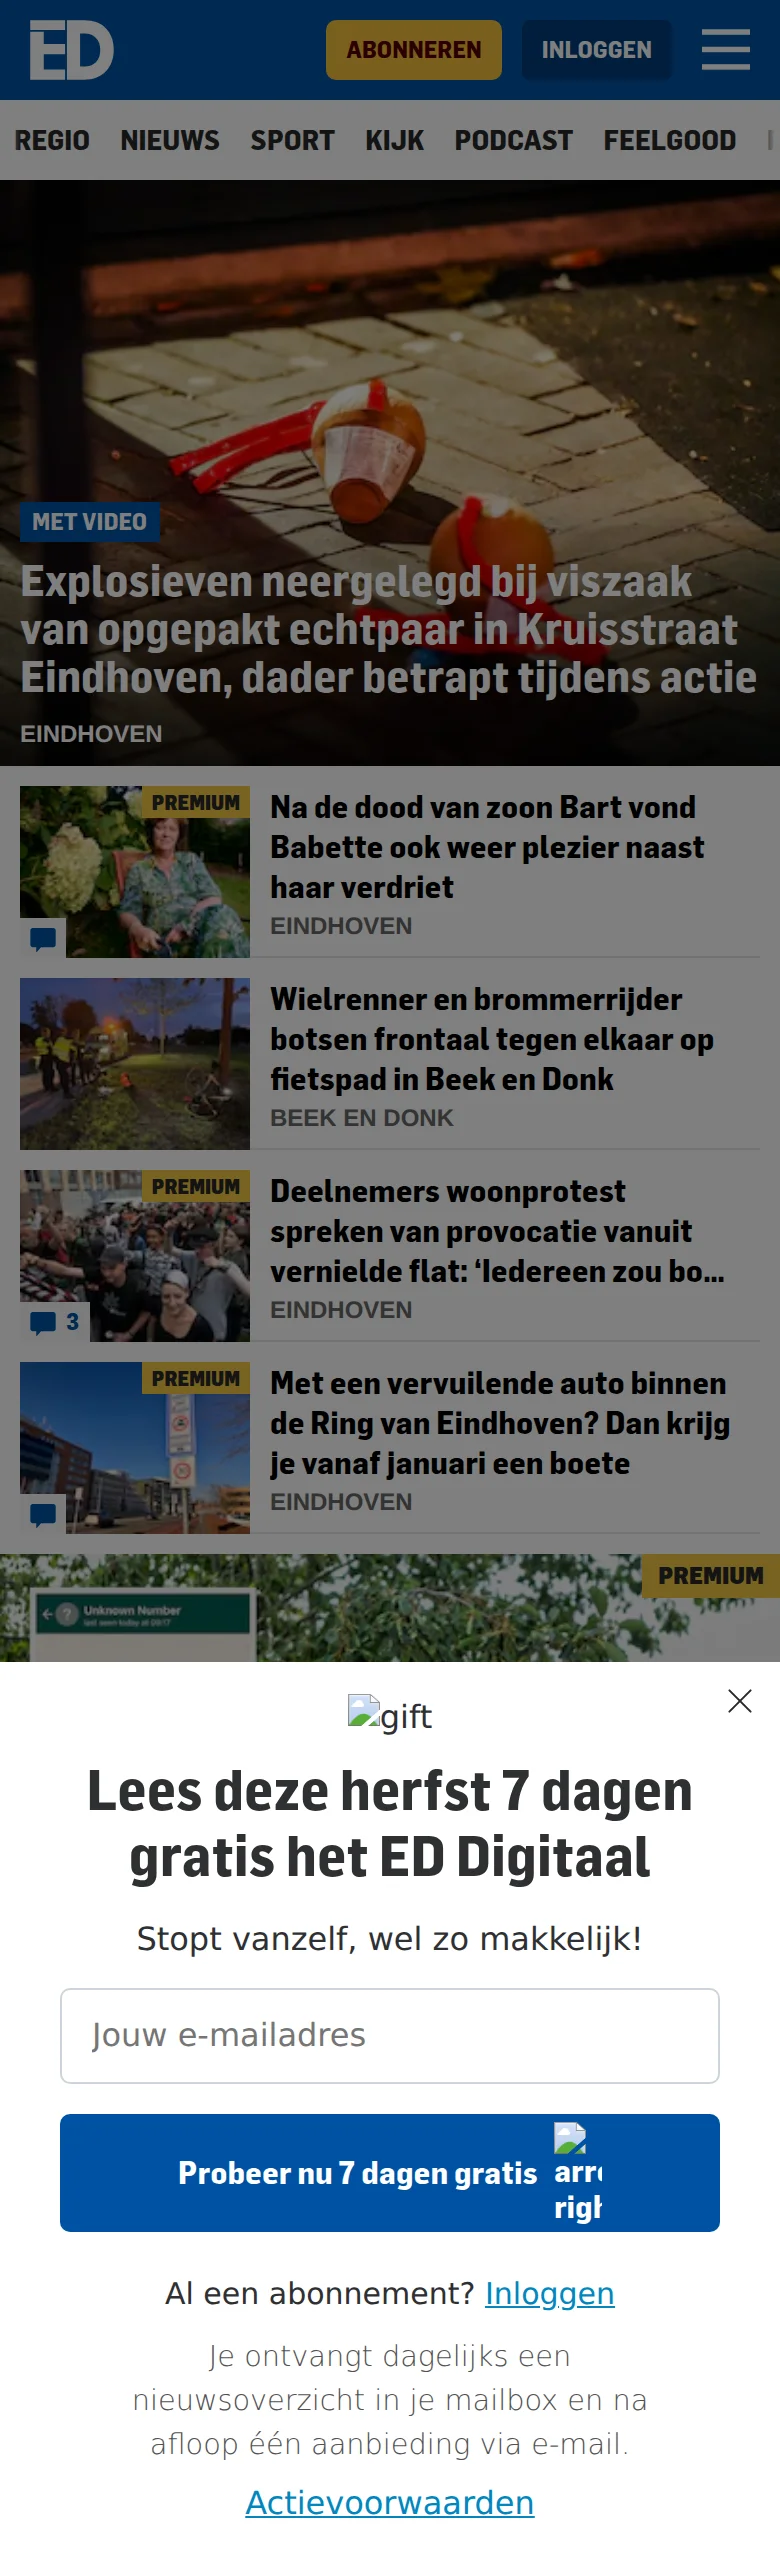 ED
ABONNEREN
INLOGGEN
REGIO NIEUWS SPORT KIJK PODCAST FEELGOOD
MET VIDEO
Explosieven neergelegd bij viszaak
van opgepakt echtpaar in Kruisstraat
Eindhoven, dader betrapt tijdens actie
EINDHOVEN
PREMIUM
Na de dood van zoon Bart vond
Babette ook weer plezier naast
haar verdriet
EINDHOVEN
Wielrenner en brommerrijder
botsen frontaal tegen elkaar op
fietspad in Beek en Donk
BEEK EN DONK
PREMIUM
3
Deelnemers woonprotest
spreken van provocatie vanuit
vernielde flat: ‘Iedereen zou bo...
EINDHOVEN
PREMIUM
Met een vervuilende auto binnen
de Ring van Eindhoven? Dan krijg
je vanaf januari een boete
EINDHOVEN
PREMIUM
?
Unknown Number
last seen today at 09:17
gift
Lees deze herfst 7 dagen
gratis het ED Digitaal
Stopt vanzelf, wel zo makkelijk!
Jouw e-mailadres
Probeer nu 7 dagen gratis
arro
righ
Al een abonnement? Inloggen
Je ontvangt dagelijks een
nieuwsoverzicht in je mailbox en na
afloop één aanbieding via e-mail.
Actievoorwaarden